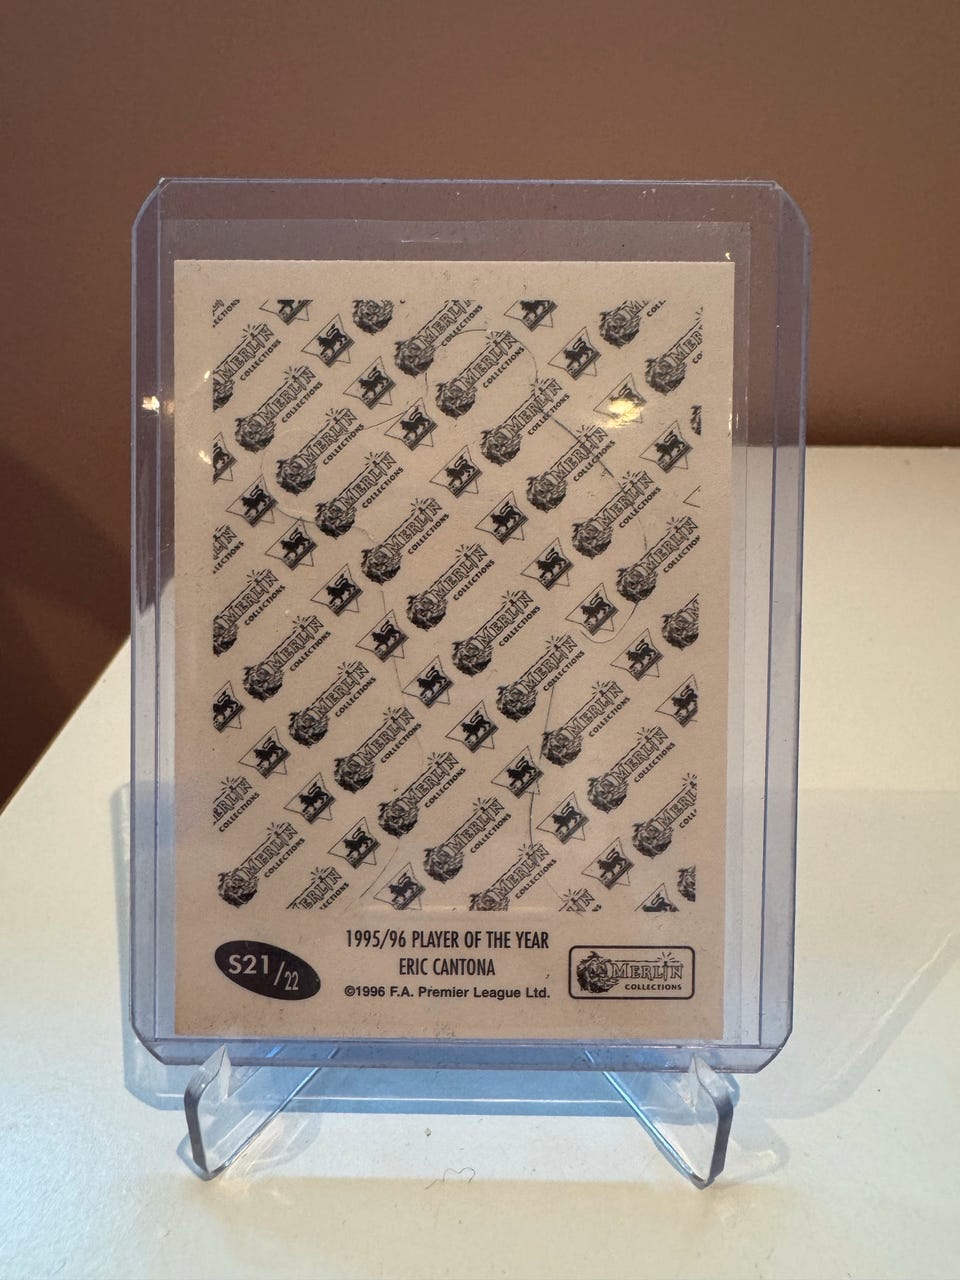 MERLIN
COLLECTIONS
1995/96 PLAYER OF THE YEAR
ERIC CANTONA
©1996 F.A. Premier League Ltd.
S21/22
MERLIN
COLLECTIONS